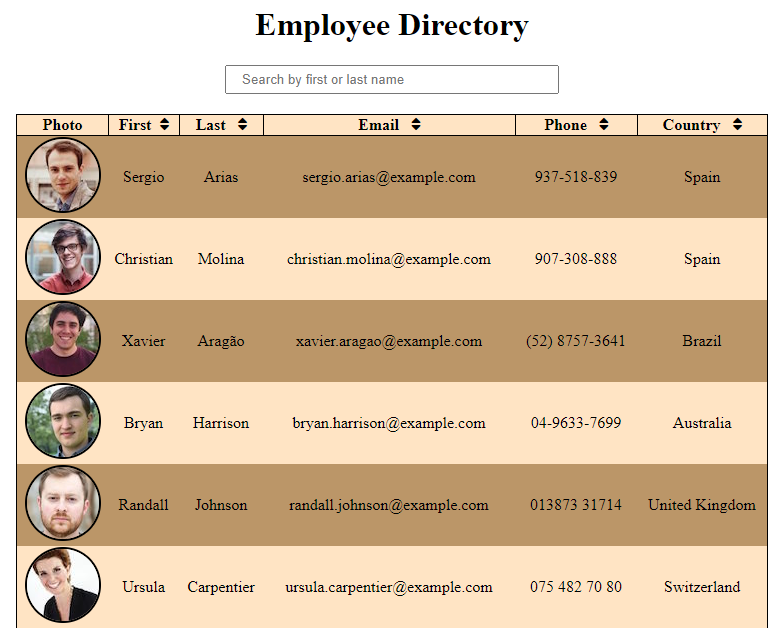 Employee Directory
Search by first or last name
Photo First Last Email Phone Country
Sergio Arias sergio.arias@example.com 937-518-839 Spain
Christian Molina christian.molina@example.com 907-308-888 Spain
Xavier Aragão xavier.aragao@example.com (52) 8757-3641 Brazil
Bryan Harrison bryan.harrison@example.com 04-9633-7699 Australia
Randall Johnson randall.johnson@example.com 013873 31714 United Kingdom
Ursula Carpentier ursula.carpentier@example.com 075 482 70 80 Switzerland